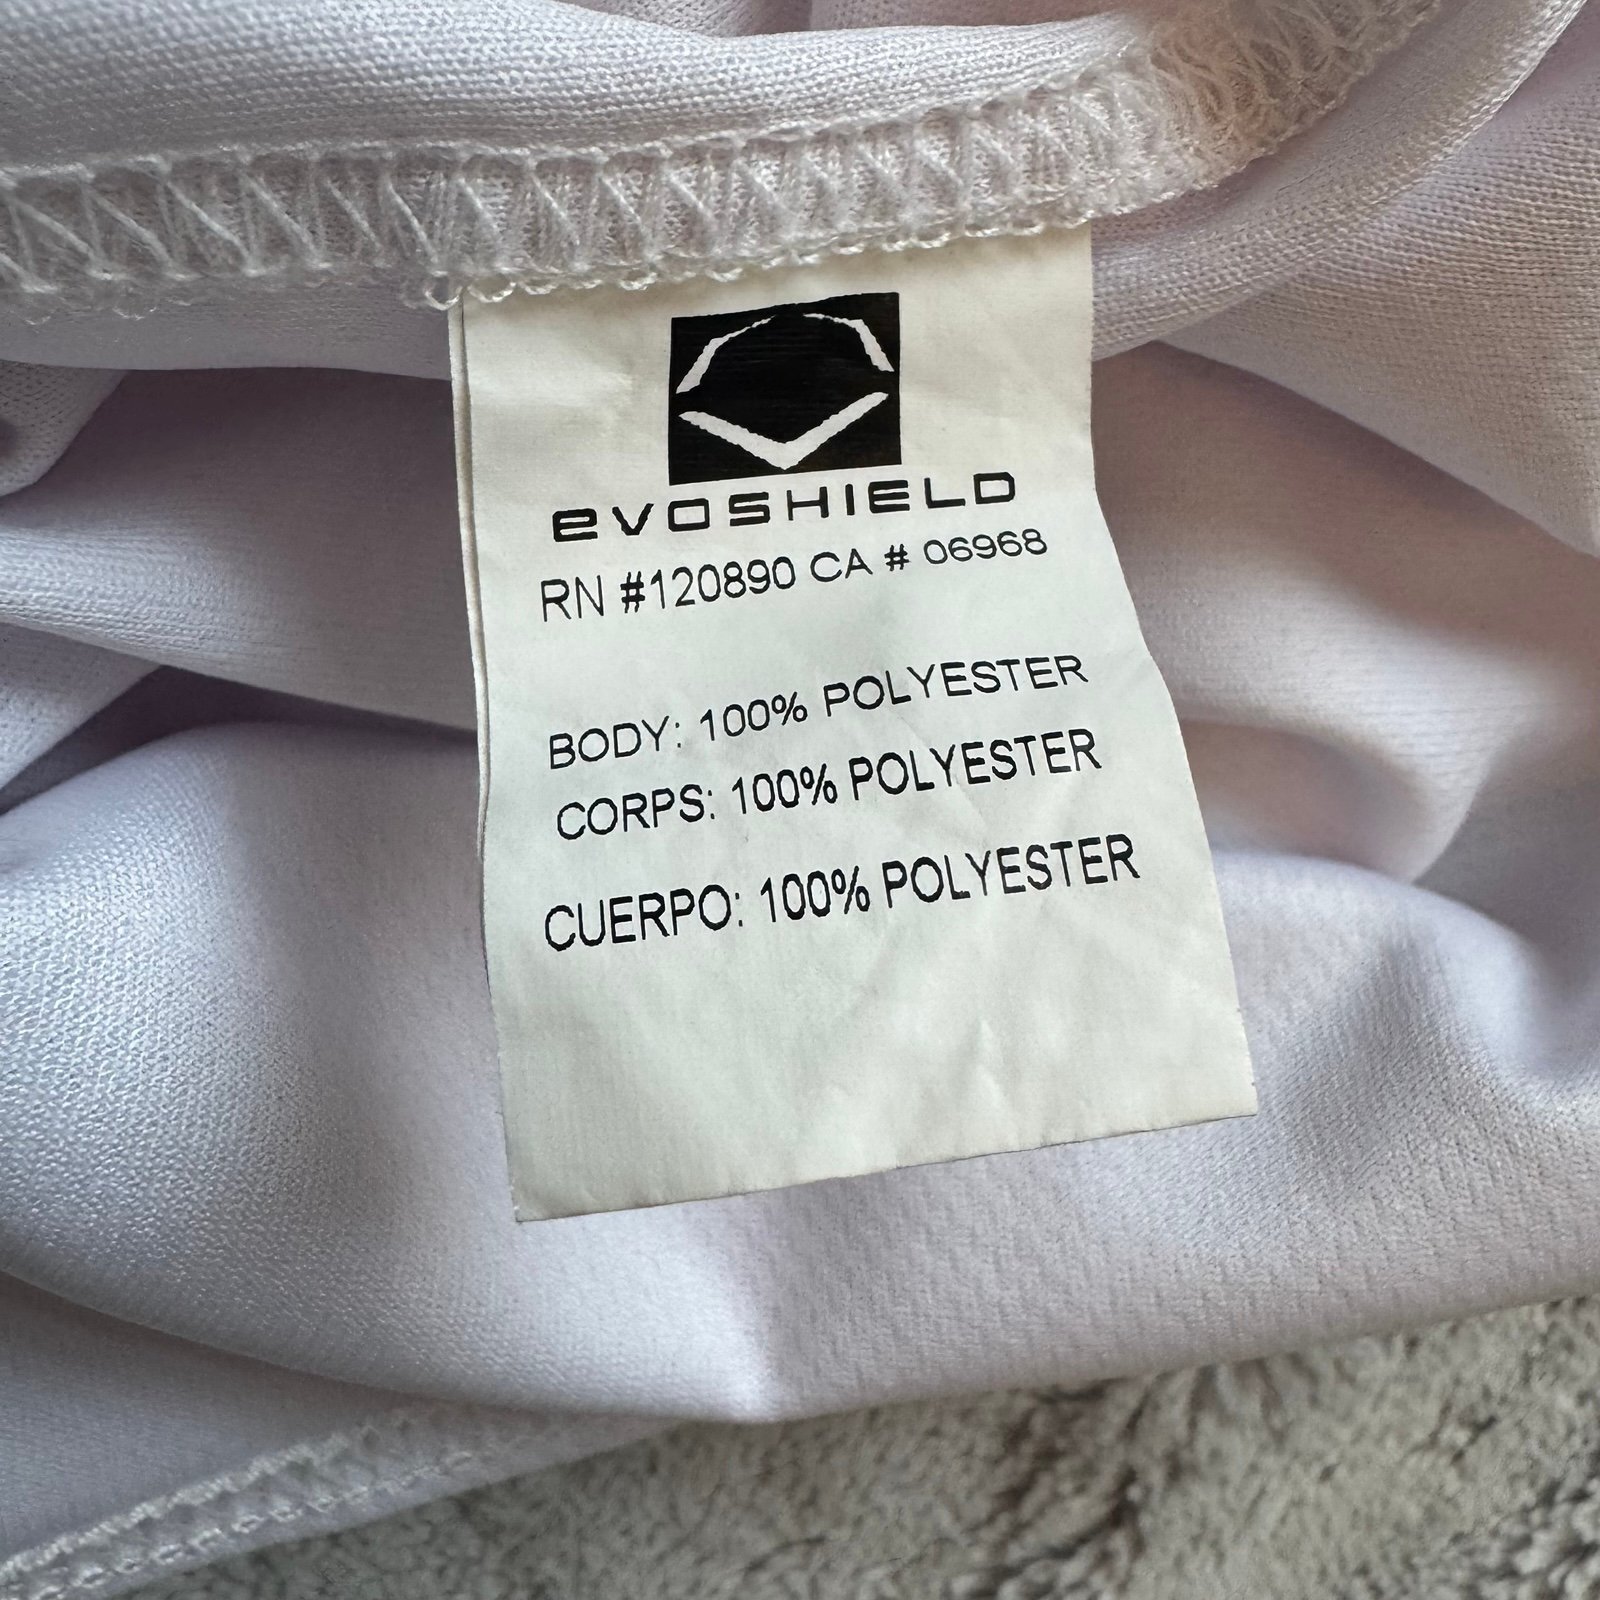 evoSHIELD
RN #120890 CA # 06968
BODY: 100% POLYESTER
CORPS: 100% POLYESTER
CUERPO: 100% POLYESTER